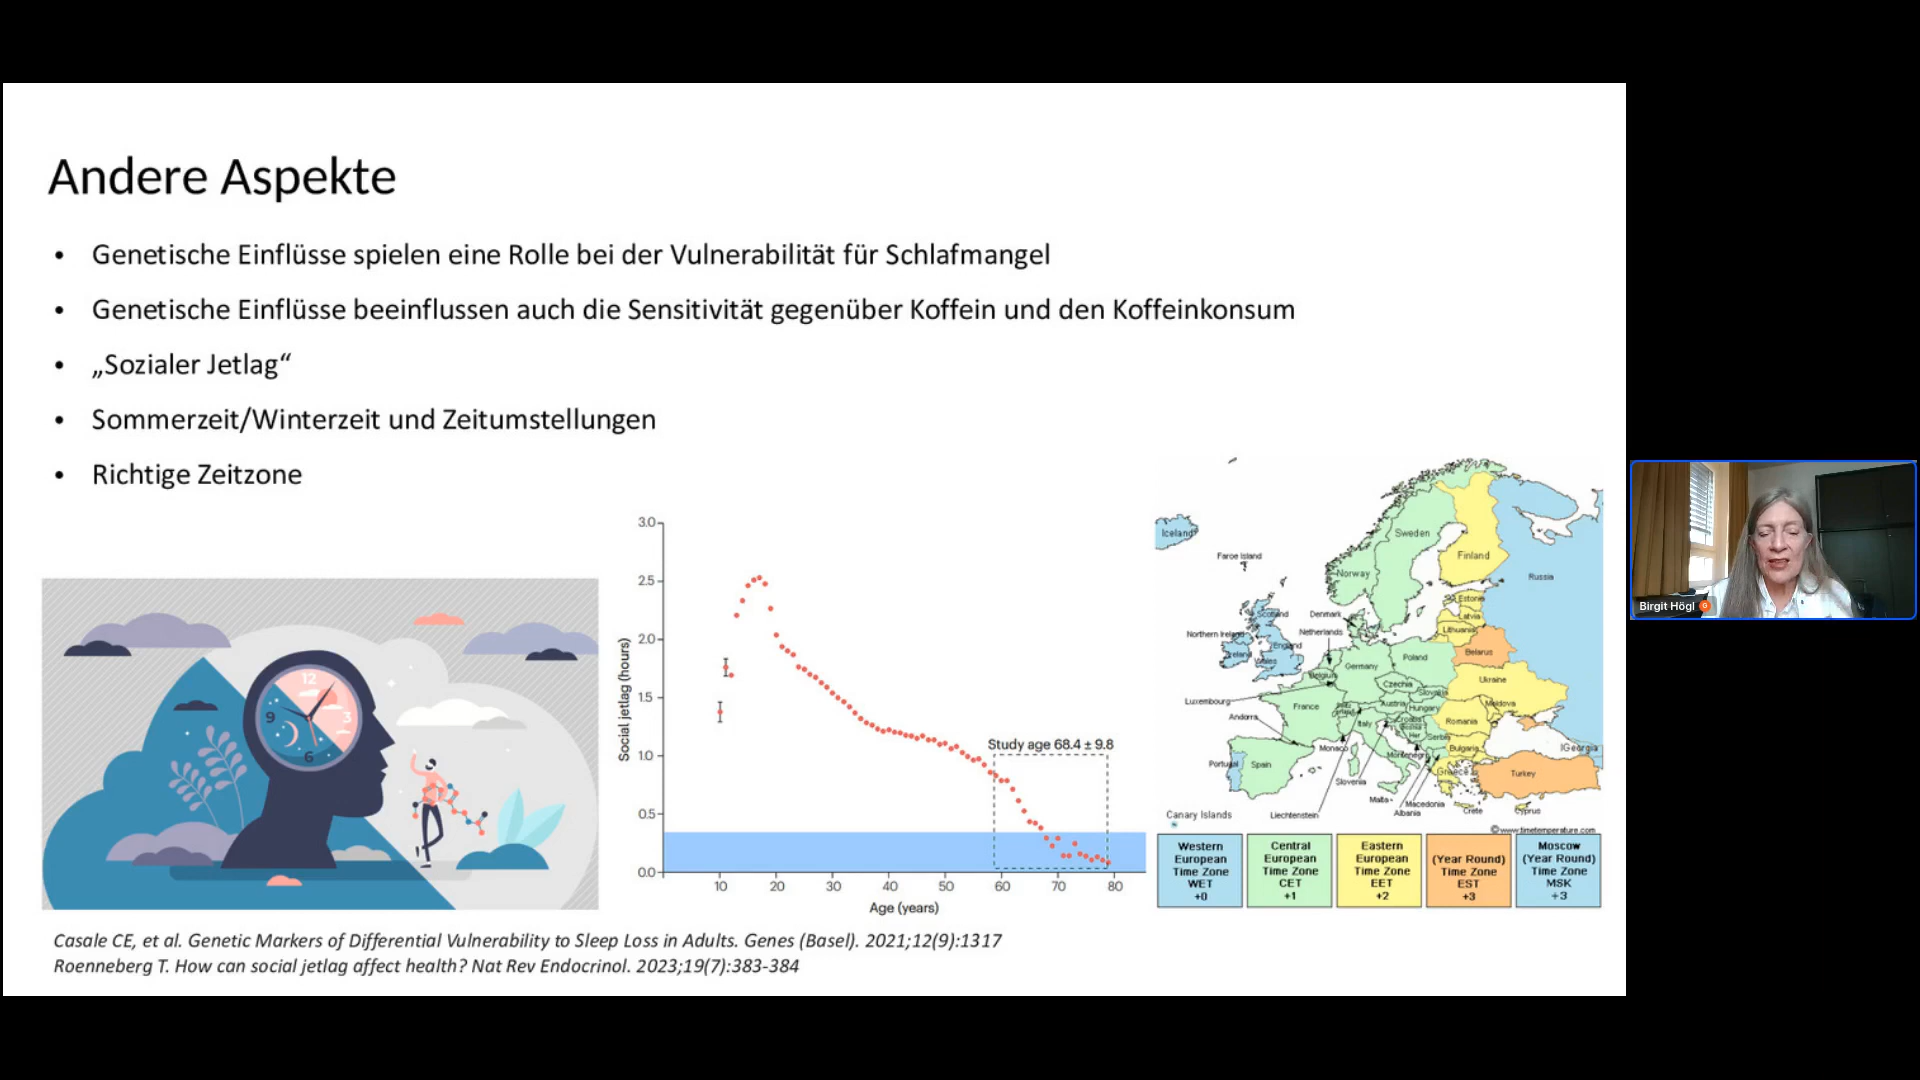 Andere Aspekte
• Genetische Einflüsse spielen eine Rolle bei der Vulnerabilität für Schlafmangel
• Genetische Einflüsse beeinflussen auch die Sensitivität gegenüber Koffein und den Koffeinkonsum
• „Sozialer Jetlag“
• Sommerzeit/Winterzeit und Zeitumstellungen
• Richtige Zeitzone
12
3
6
9
Social jetlag (hours)
3.0
2.5
2.0
1.5
1.0
0.5
0.0
Study age 68.4 ± 9.8
10 20 30 40 50 60 70 80
Age (years)
Iceland
Faroe Island
Sweden
Finland
Norway
Russia
Estonia
Latvia
Lithuania
Scotland
Denmark
Northern Ireland
Netherlands
England
Ireland
Wales
Belarus
Germany
Poland
Belgium
Czechia
Ukraine
Slovakia
Luxembourg
France
Austria
Hungary
Moldova
Andorra
Italy
Croatia
Romania
Serbia
Monaco
Montenegro
Bulgaria
Georgia
Portugal
Spain
Greece
Turkey
Slovenia
Malta
Macedonia
Albania
Crete
Cyprus
Canary Islands
Liechtenstein
©www.timetemperature.com
Western
European
Time Zone
WET
+0
Central
European
Time Zone
CET
+1
Eastern
European
Time Zone
EET
+2
(Year Round)
Time Zone
EST
+3
Moscow
(Year Round)
Time Zone
MSK
+3
Casale CE, et al. Genetic Markers of Differential Vulnerability to Sleep Loss in Adults. Genes (Basel). 2021;12(9):1317
Roenneberg T. How can social jetlag affect health? Nat Rev Endocrinol. 2023;19(7):383-384
Birgit Högl